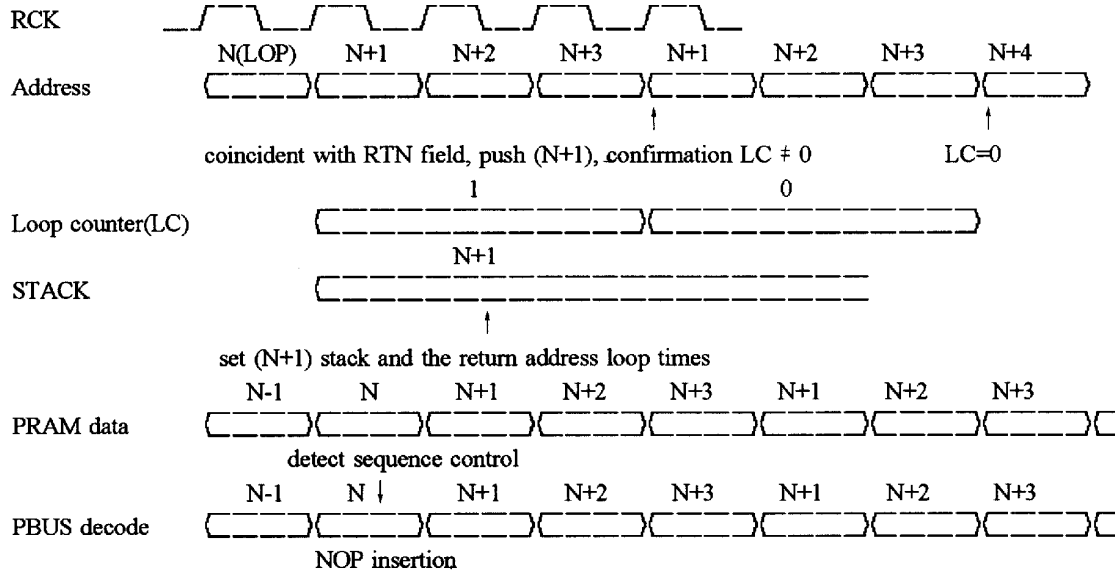 RCK
N(LOP) N+1 N+2 N+3 N+1 N+2 N+3 N+4
Address
coincident with RTN field, push (N+1), confirmation LC ≠ 0 LC=0
1 0
Loop counter(LC)
N+1
STACK
set (N+1) stack and the return address loop times
N-1 N N+1 N+2 N+3 N+1 N+2 N+3
PRAM data
detect sequence control
N-1 N N+1 N+2 N+3 N+1 N+2 N+3
PBUS decode
NOP insertion